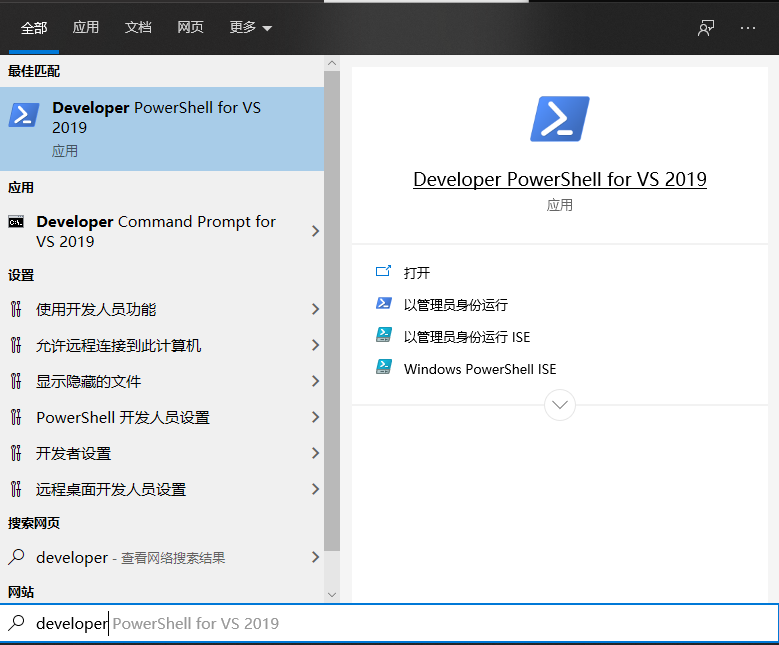 全部 应用 文档 网页 更多
最佳匹配
Developer PowerShell for VS
2019
应用
应用
Developer Command Prompt for
VS 2019
设置
使用开发人员功能
允许远程连接到此计算机
显示隐藏的文件
PowerShell 开发人员设置
开发者设置
远程桌面开发人员设置
搜索网页
developer - 查看网络搜索结果
网站
Developer PowerShell for VS 2019
应用
打开
以管理员身份运行
以管理员身份运行 ISE
Windows PowerShell ISE
developer PowerShell for VS 2019